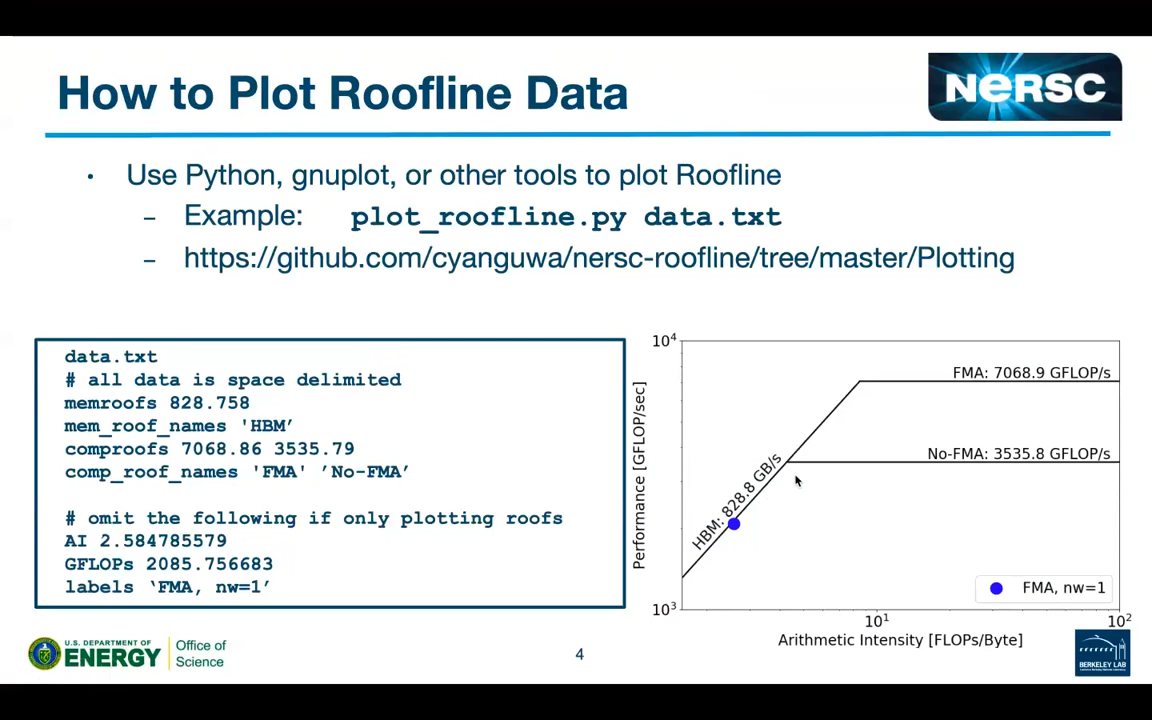 How to Plot Roofline Data
NERSC
• Use Python, gnuplot, or other tools to plot Roofline
– Example: plot_roofline.py data.txt
– https://github.com/cyanguwa/nersc-roofline/tree/master/Plotting
data.txt
# all data is space delimited
memroofs 828.758
mem_roof_names 'HBM’
comproofs 7068.86 3535.79
comp_roof_names 'FMA' ’No-FMA’
# omit the following if only plotting roofs
AI 2.584785579
GFLOPs 2085.756683
labels ‘FMA, nw=1’
10⁴
FMA: 7068.9 GFLOP/s
No-FMA: 3535.8 GFLOP/s
HBM: 828.8 GB/s
Performance [GFLOP/sec]
FMA, nw=1
10³
10¹
10²
Arithmetic Intensity [FLOPs/Byte]
U.S. DEPARTMENT OF
ENERGY
Office of
Science
4
BERKELEY LAB